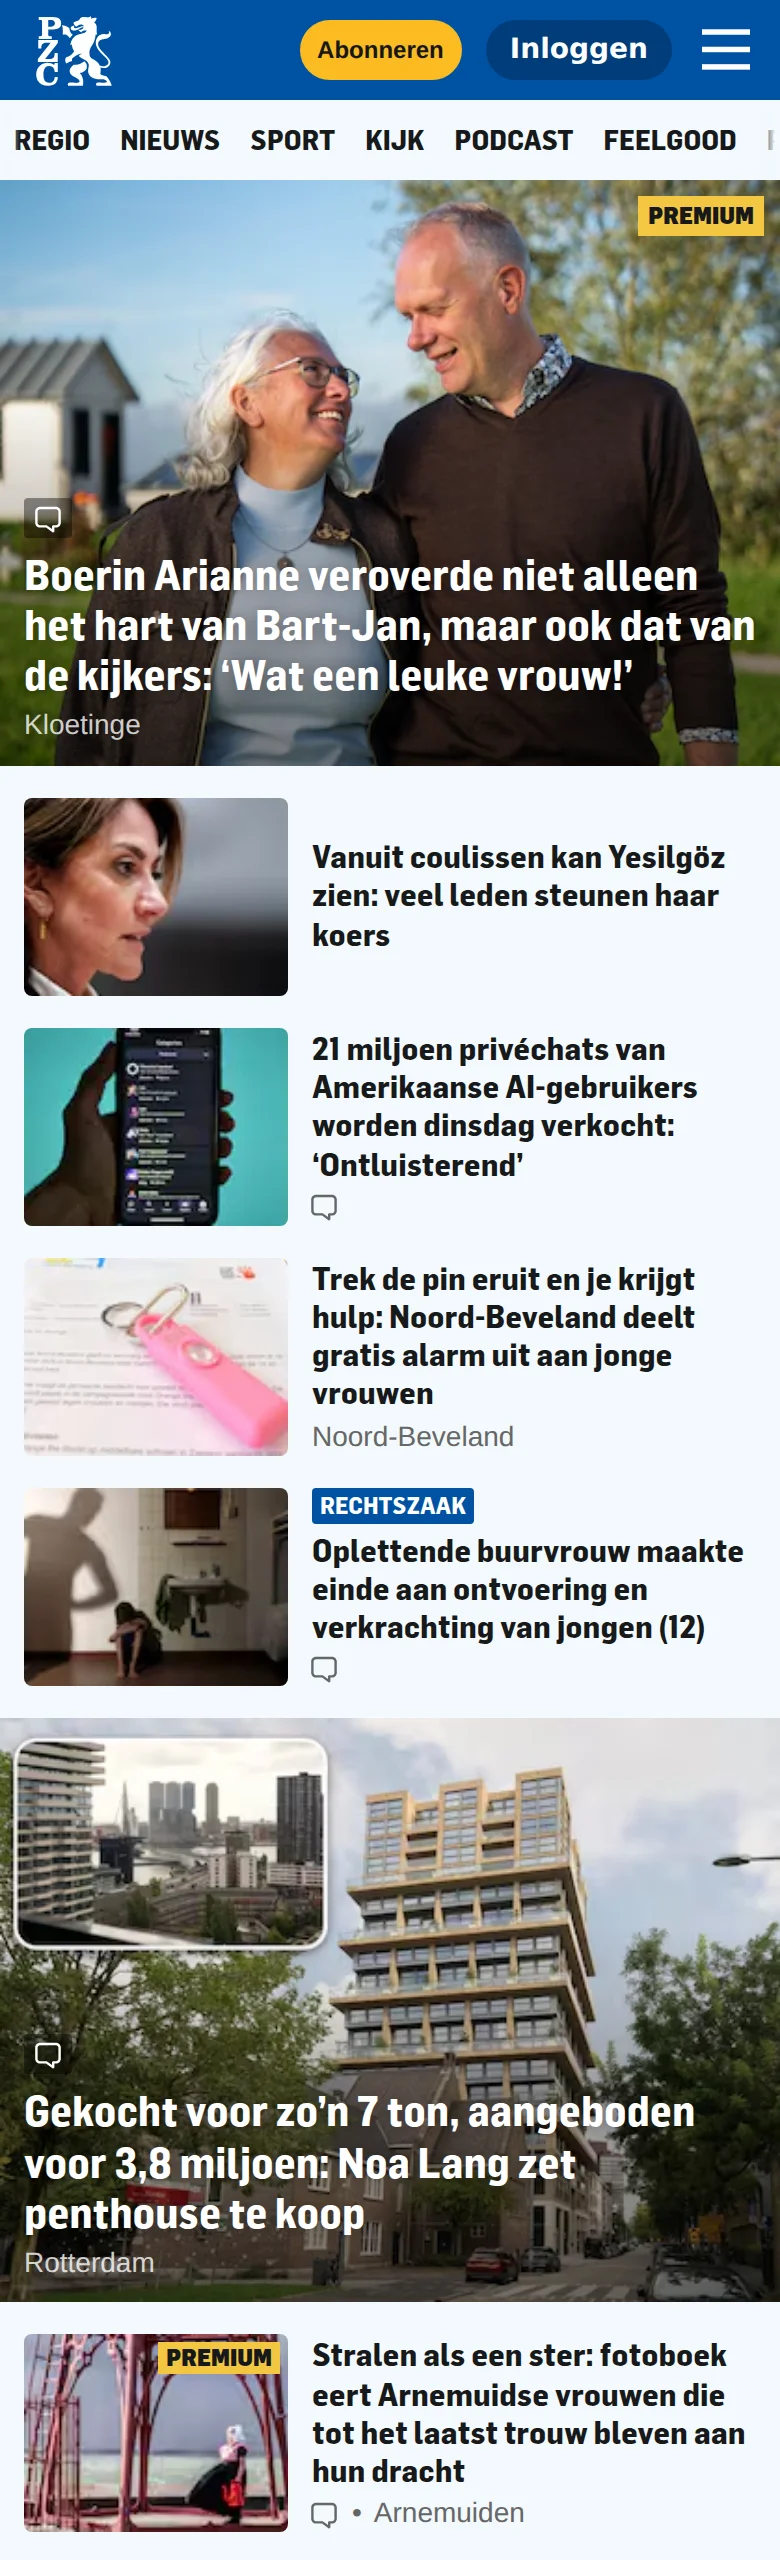 P
Z
C
Abonneren
Inloggen
REGIO NIEUWS SPORT KIJK PODCAST FEELGOOD
PREMIUM
Boerin Arianne veroverde niet alleen
het hart van Bart-Jan, maar ook dat van
de kijkers: ‘Wat een leuke vrouw!’
Kloetinge
Vanuit coulissen kan Yesilgöz
zien: veel leden steunen haar
koers
21 miljoen privéchats van
Amerikaanse AI-gebruikers
worden dinsdag verkocht:
‘Ontluisterend’
Trek de pin eruit en je krijgt
hulp: Noord-Beveland deelt
gratis alarm uit aan jonge
vrouwen
Noord-Beveland
RECHTSZAAK
Oplettende buurvrouw maakte
einde aan ontvoering en
verkrachting van jongen (12)
Gekocht voor zo’n 7 ton, aangeboden
voor 3,8 miljoen: Noa Lang zet
penthouse te koop
Rotterdam
PREMIUM
Stralen als een ster: fotoboek
eert Arnemuidse vrouwen die
tot het laatst trouw bleven aan
hun dracht
• Arnemuiden